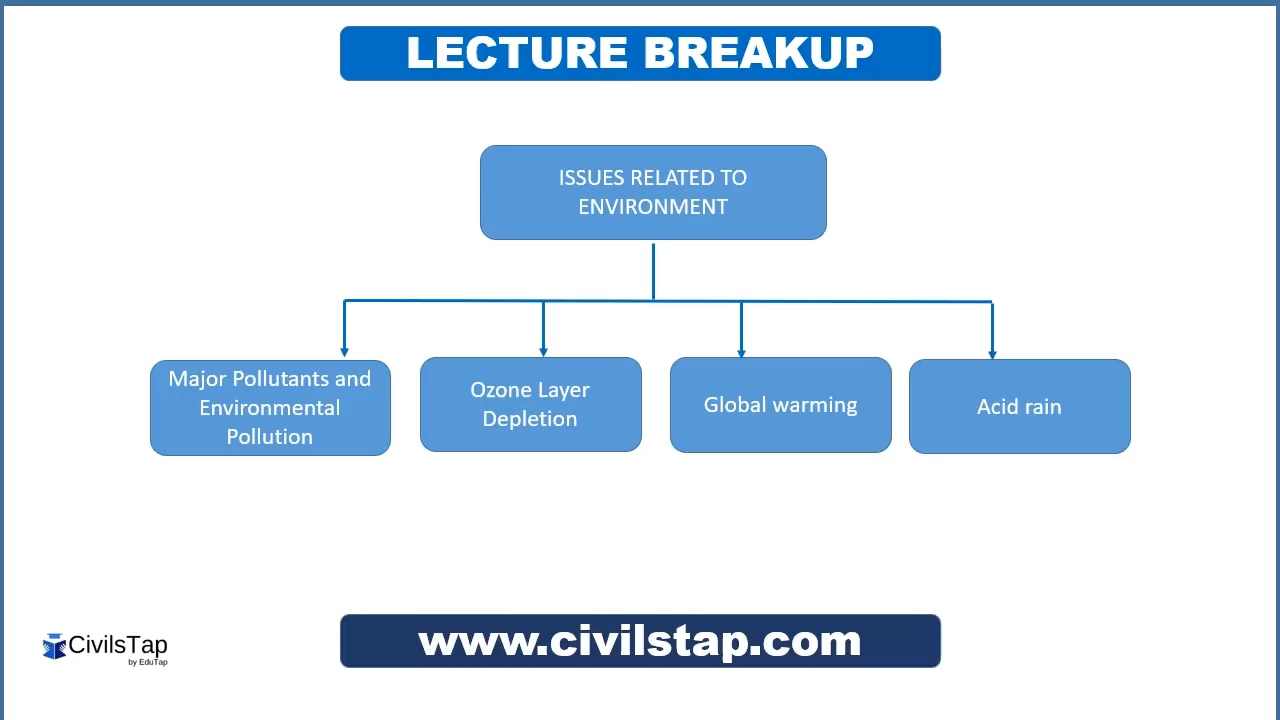 LECTURE BREAKUP
ISSUES RELATED TO
ENVIRONMENT
Major Pollutants and
Environmental
Pollution
Ozone Layer
Depletion
Global warming
Acid rain
CivilsTap
by EduTap
www.civilstap.com